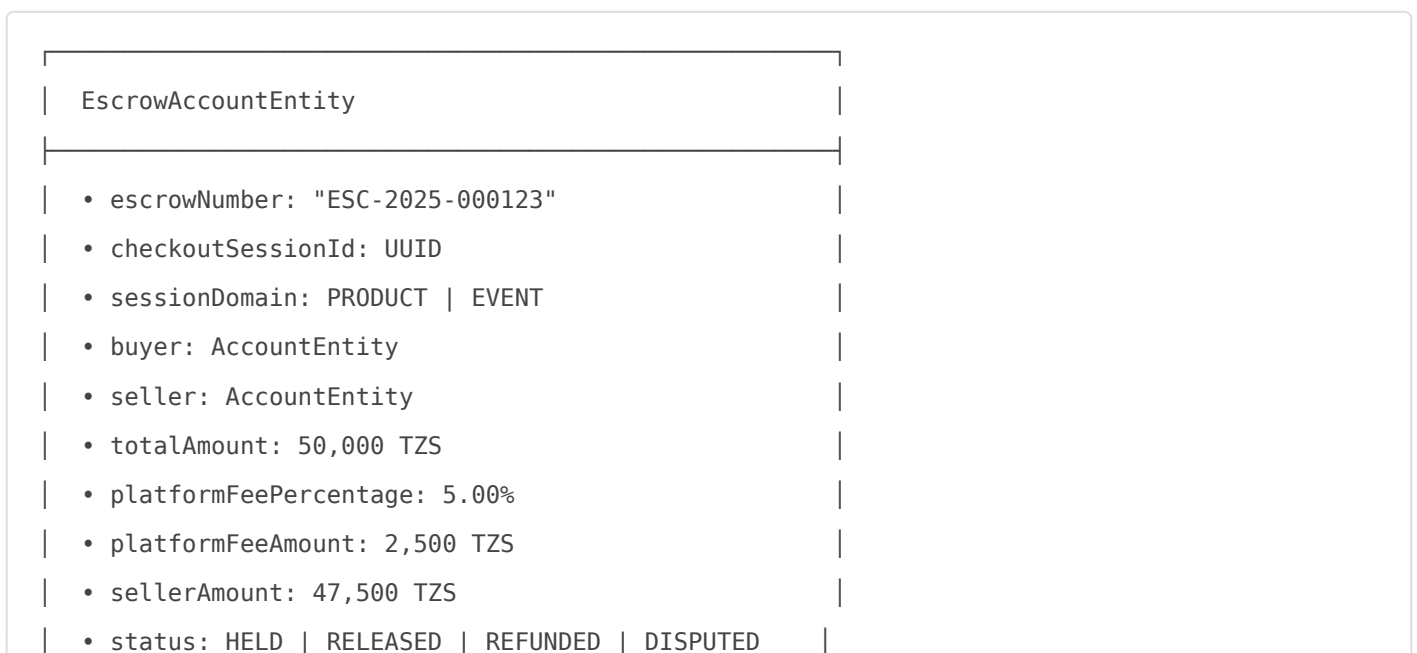 EscrowAccountEntity
• escrowNumber: "ESC-2025-000123"
• checkoutSessionId: UUID
• sessionDomain: PRODUCT | EVENT
• buyer: AccountEntity
• seller: AccountEntity
• totalAmount: 50,000 TZS
• platformFeePercentage: 5.00%
• platformFeeAmount: 2,500 TZS
• sellerAmount: 47,500 TZS
• status: HELD | RELEASED | REFUNDED | DISPUTED